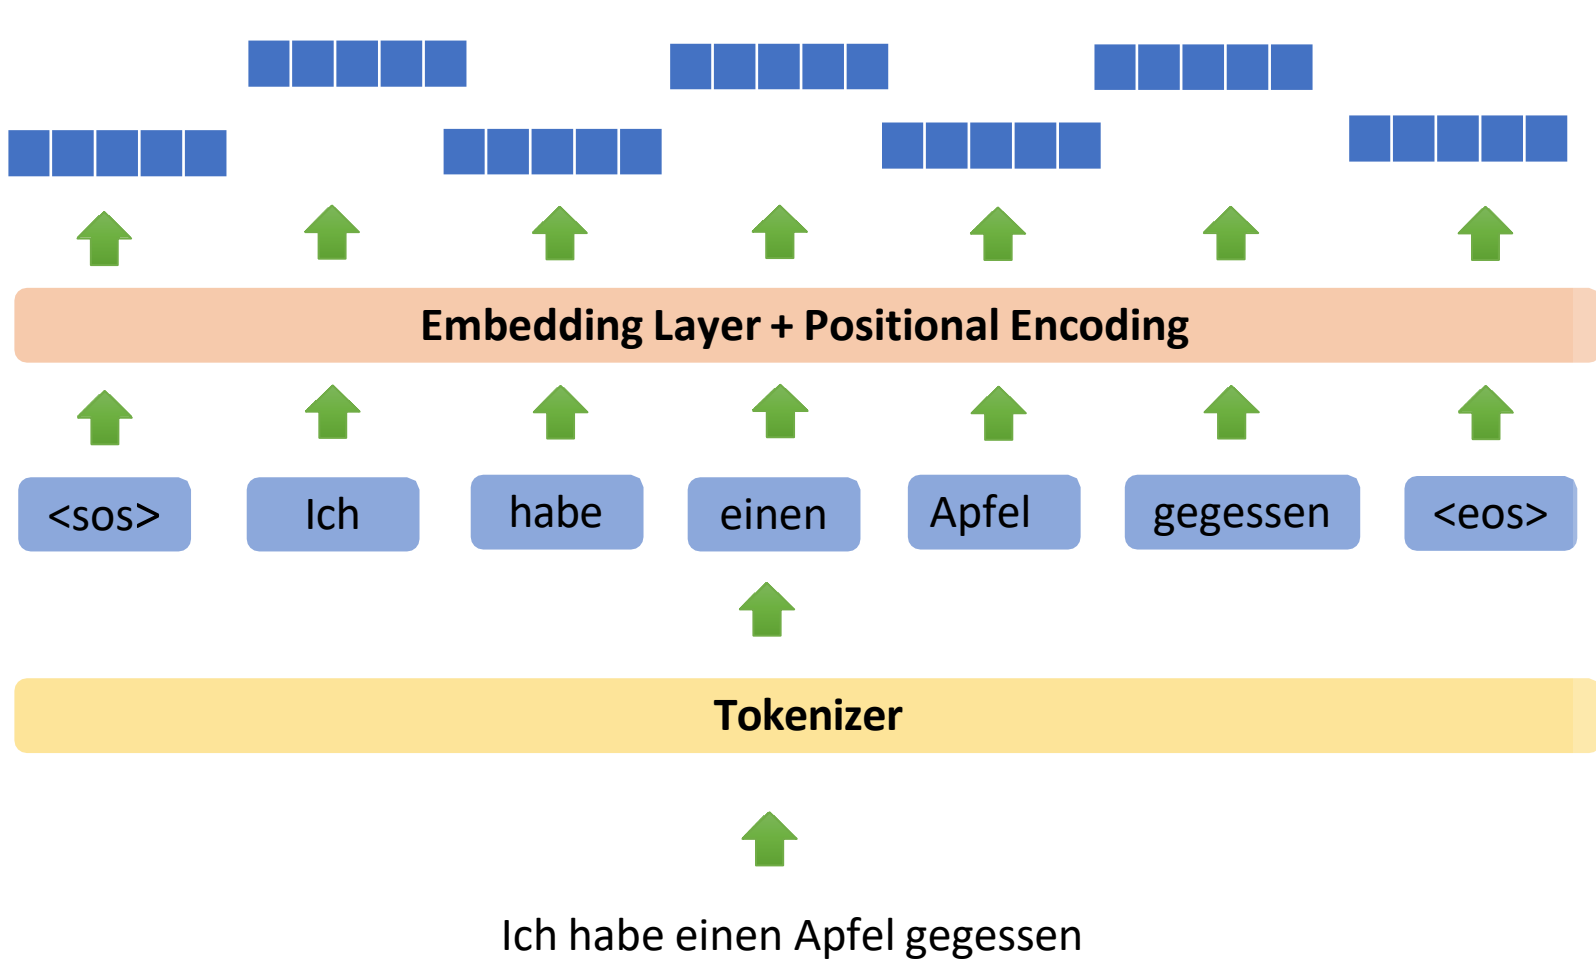 Embedding Layer + Positional Encoding
<sos> Ich habe einen Apfel gegessen <eos>
Tokenizer
Ich habe einen Apfel gegessen